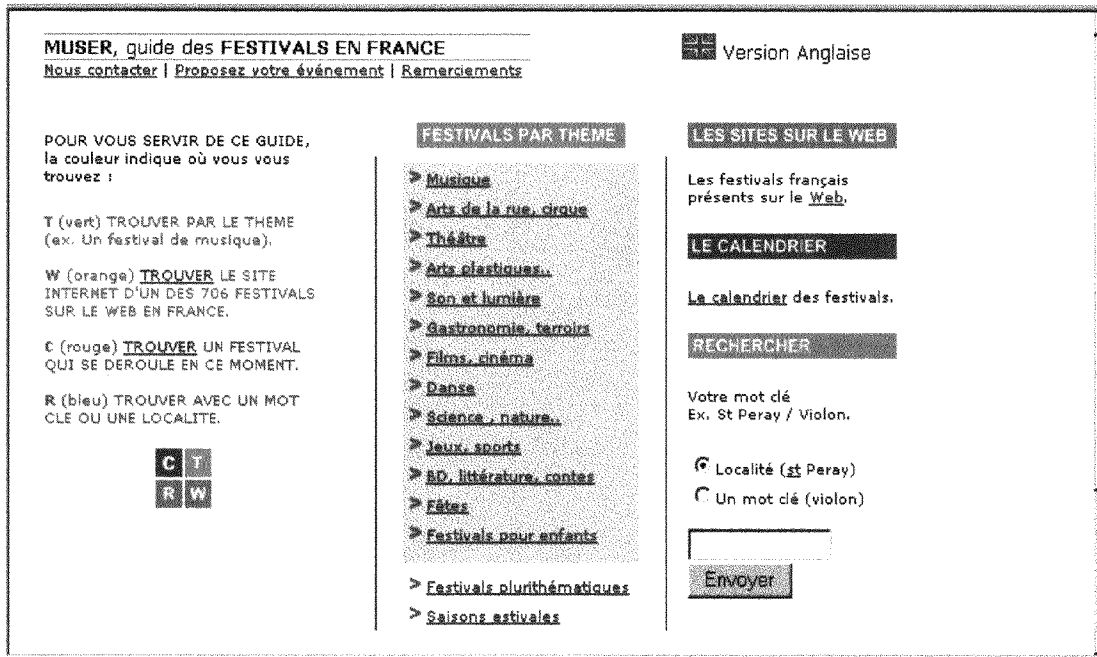 MUSER, guide des FESTIVALS EN FRANCE
Nous contacter | Proposez votre événement | Remerciements
Version Anglaise
POUR VOUS SERVIR DE CE GUIDE,
la couleur indique où vous vous
trouvez :
T (vert) TROUVER PAR LE THEME
(ex. Un festival de musique).
W (orange) TROUVER LE SITE
INTERNET D'UN DES 706 FESTIVALS
SUR LE WEB EN FRANCE.
C (rouge) TROUVER UN FESTIVAL
QUI SE DEROULE EN CE MOMENT.
R (bleu) TROUVER AVEC UN MOT
CLE OU UNE LOCALITE.
C T
R W
FESTIVALS PAR THEME
Musique
Arts de la rue, cirque
Théâtre
Arts plastiques..
Son et lumière
Gastronomie, terroirs
Films, cinéma
Danse
Science , nature..
Jeux, sports
BD, littérature, contes
Fêtes
Festivals pour enfants
Festivals plurithématiques
Saisons estivales
LES SITES SUR LE WEB
Les festivals français
présents sur le Web.
LE CALENDRIER
Le calendrier des festivals.
RECHERCHER
Votre mot clé
Ex. St Peray / Violon.
Localité (st Peray)
Un mot clé (violon)
Envoyer